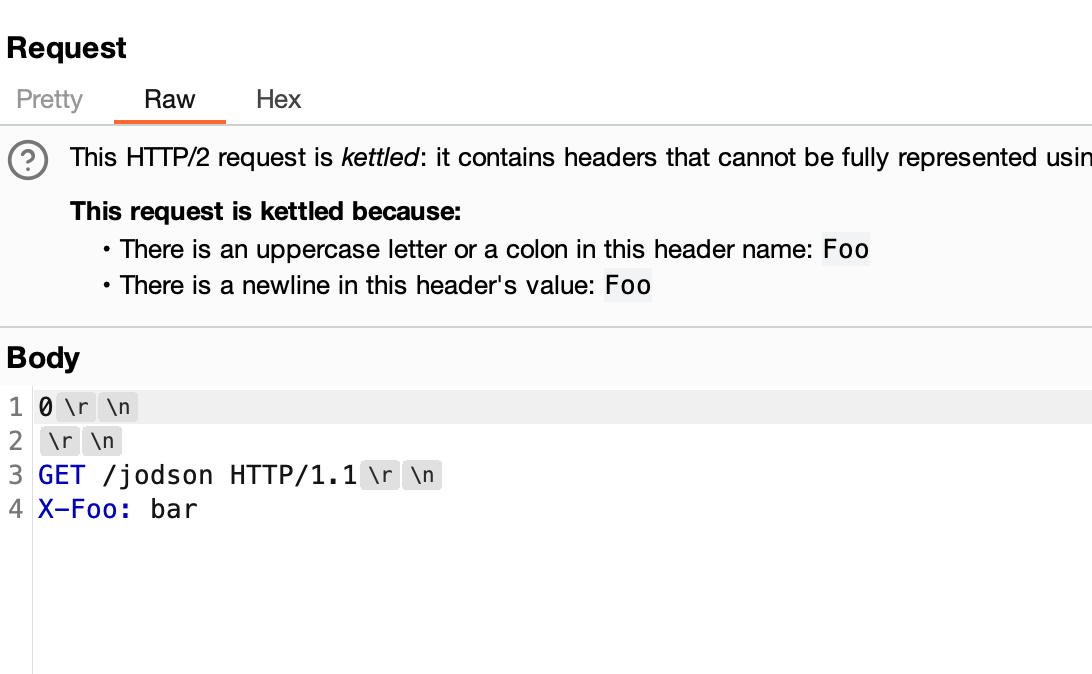 Request
Pretty Raw Hex
This HTTP/2 request is kettled: it contains headers that cannot be fully represented usin
This request is kettled because:
• There is an uppercase letter or a colon in this header name: Foo
• There is a newline in this header's value: Foo
Body
1 0 \r \n
2 \r \n
3 GET /jodson HTTP/1.1 \r \n
4 X-Foo: bar